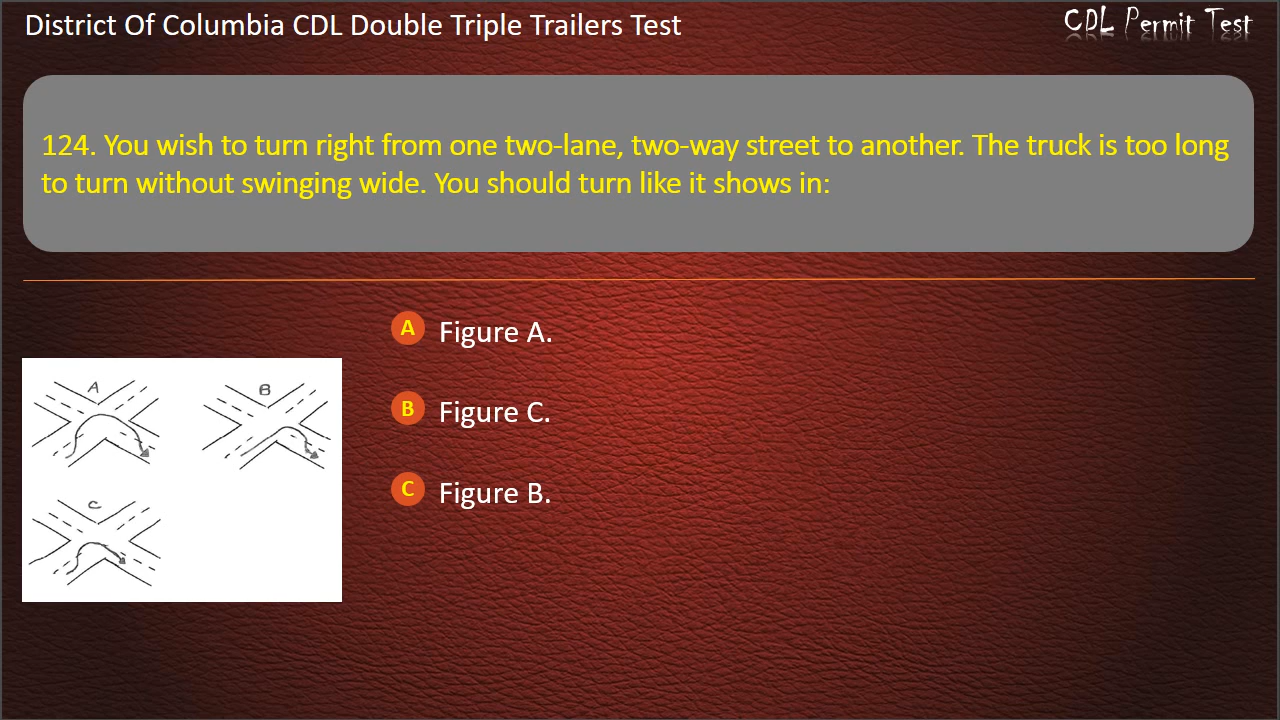 District Of Columbia CDL Double Triple Trailers Test
CDL Permit Test
124. You wish to turn right from one two-lane, two-way street to another. The truck is too long
to turn without swinging wide. You should turn like it shows in:
A Figure A.
B Figure C.
C Figure B.
A
B
C